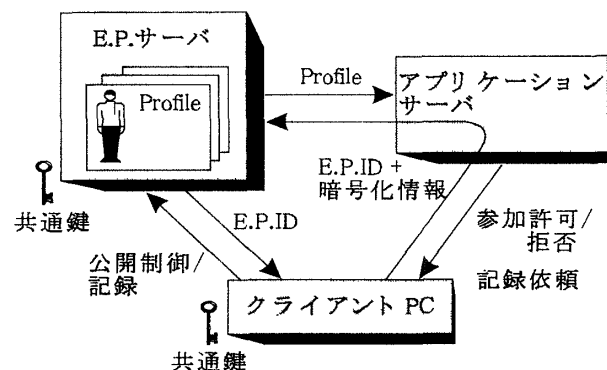 E.P.サーバ
Profile
共通鍵
Profile
アプリケーション
サーバ
E.P.ID +
暗号化情報
E.P.ID
公開制御/
記録
参加許可/
拒否
記録依頼
クライアント PC
共通鍵